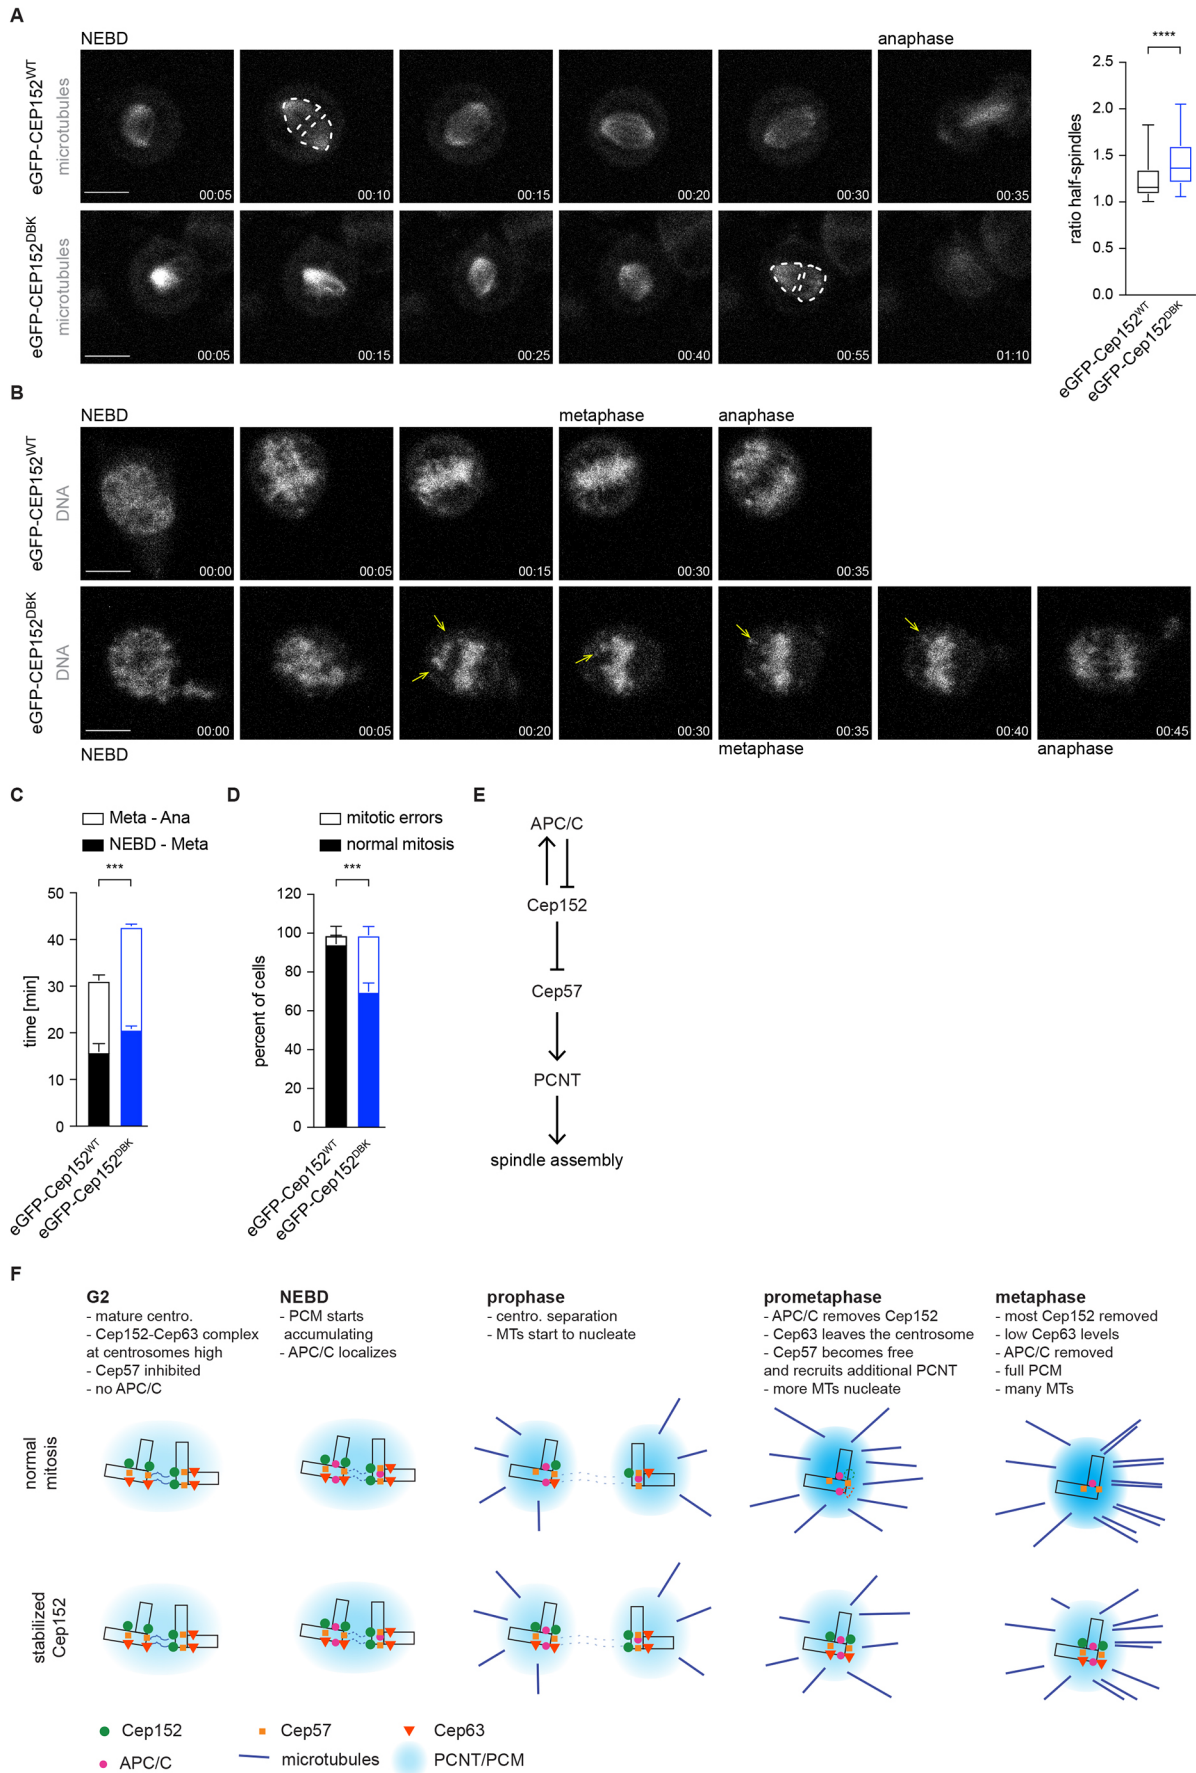 A
NEBD
anaphase
eGFP-CEP152WT
microtubules
00:05
00:10
00:15
00:20
00:30
00:35
eGFP-CEP152DBK
microtubules
00:05
00:15
00:25
00:40
00:55
01:10
****
2.5
2.0
1.5
1.0
0.5
0.0
ratio half-spindles
eGFP-Cep152WT
eGFP-Cep152DBK
B
NEBD
metaphase
anaphase
eGFP-CEP152WT
DNA
00:00
00:05
00:15
00:30
00:35
eGFP-CEP152DBK
DNA
00:00
00:05
00:20
00:30
00:35
00:40
00:45
NEBD
metaphase
anaphase
C
Meta - Ana
NEBD - Meta
***
50
40
30
20
10
0
time [min]
eGFP-Cep152WT
eGFP-Cep152DBK
D
mitotic errors
normal mitosis
***
120
100
80
60
40
20
0
percent of cells
eGFP-Cep152WT
eGFP-Cep152DBK
E
APC/C
Cep152
Cep57
PCNT
spindle assembly
F
G2
- mature centro.
- Cep152-Cep63 complex
at centrosomes high
- Cep57 inhibited
- no APC/C
NEBD
- PCM starts
accumulating
- APC/C localizes
prophase
- centro. separation
- MTs start to nucleate
prometaphase
- APC/C removes Cep152
- Cep63 leaves the centrosome
- Cep57 becomes free
and recruits additional PCNT
- more MTs nucleate
metaphase
- most Cep152 removed
- low Cep63 levels
- APC/C removed
- full PCM
- many MTs
normal
mitosis
stabilized
Cep152
Cep152
Cep57
Cep63
APC/C
microtubules
PCNT/PCM